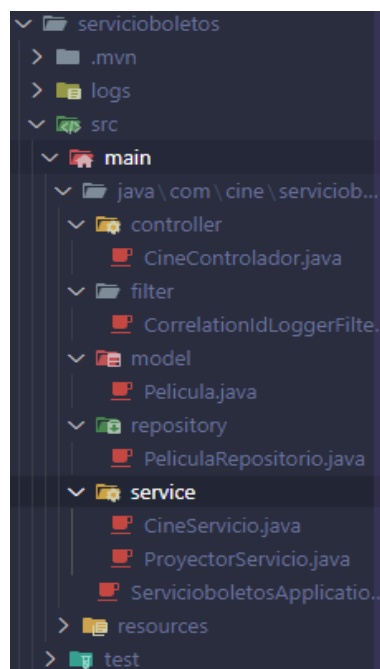 servicioboletos
.mvn
logs
src
main
java\com\cine\serviciob...
controller
CineControlador.java
filter
CorrelationIdLoggerFilte.
model
Pelicula.java
repository
PeliculaRepositorio.java
service
CineServicio.java
ProyectorServicio.java
ServicioboletosApplicatio..
resources
test